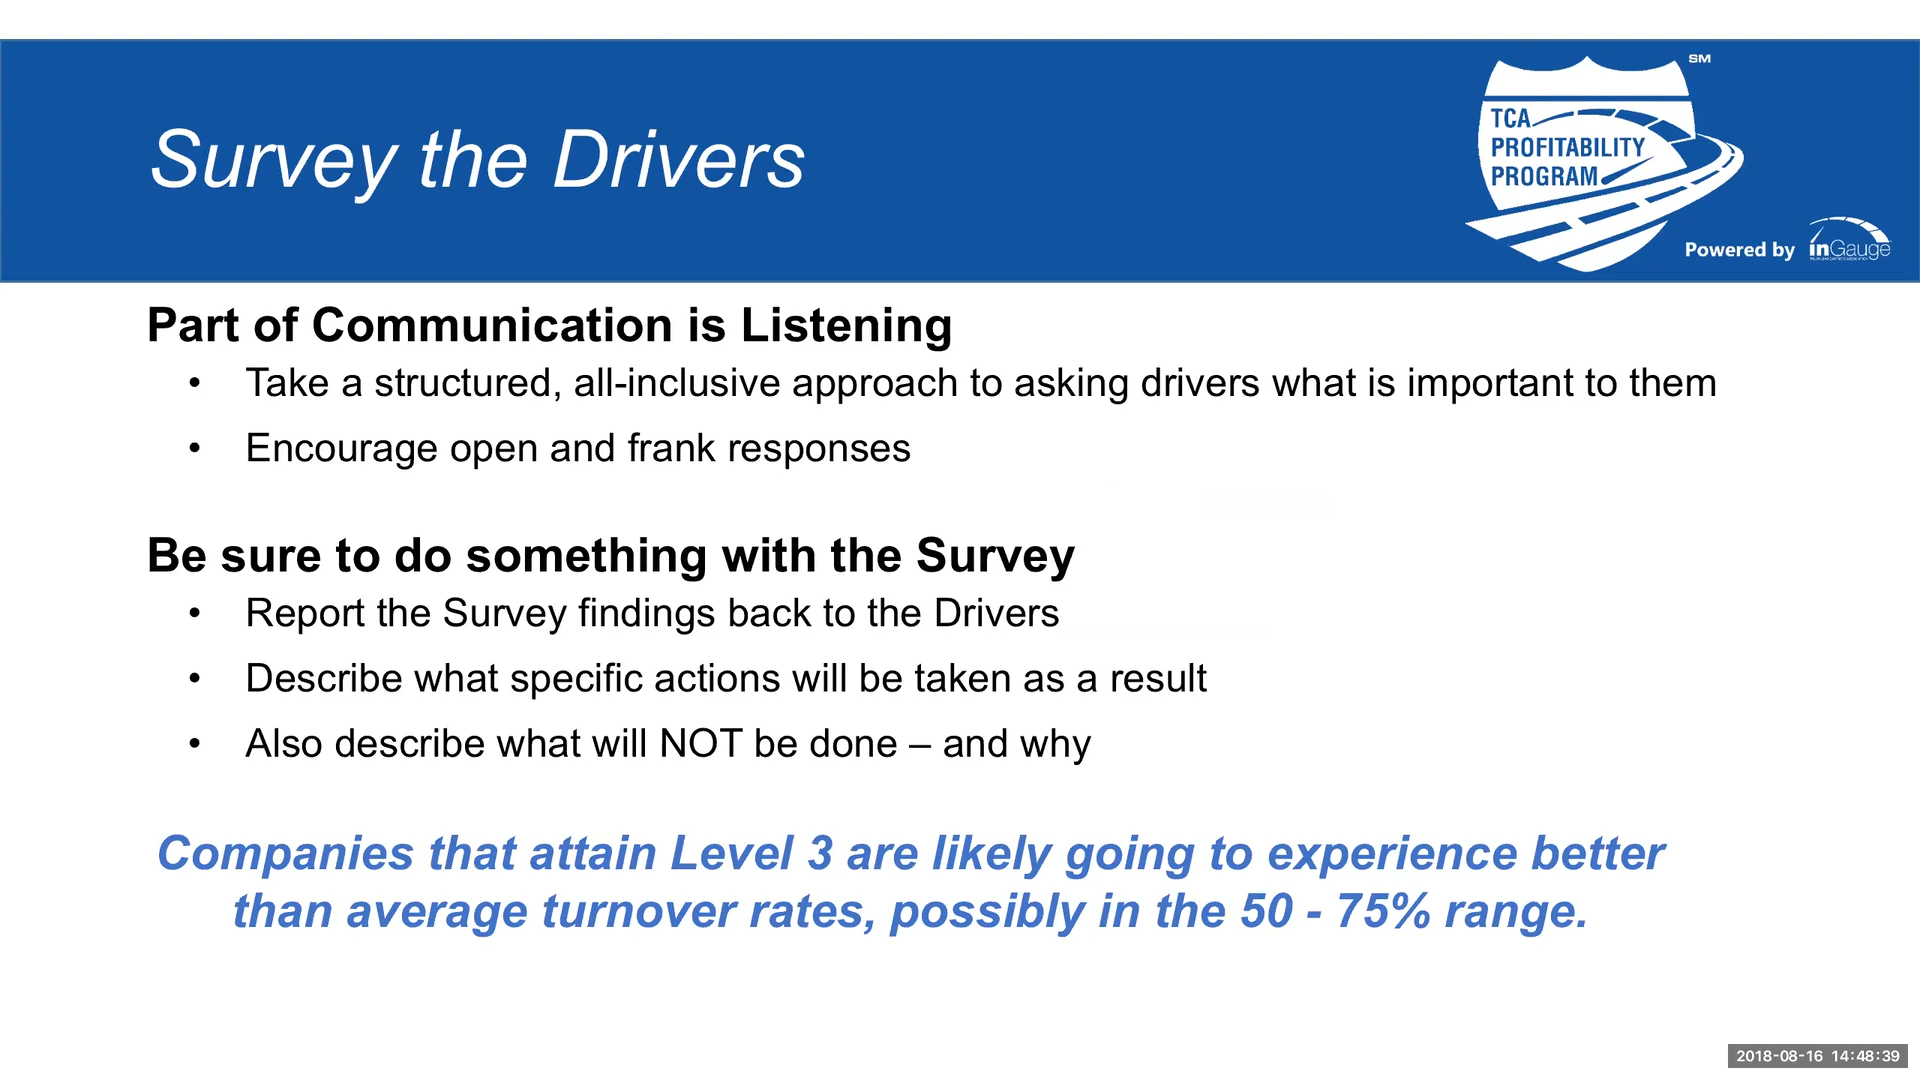 Survey the Drivers
SM
TCA
PROFITABILITY
PROGRAM
Powered by inGauge
Part of Communication is Listening
• Take a structured, all-inclusive approach to asking drivers what is important to them
• Encourage open and frank responses
Be sure to do something with the Survey
• Report the Survey findings back to the Drivers
• Describe what specific actions will be taken as a result
• Also describe what will NOT be done – and why
Companies that attain Level 3 are likely going to experience better
than average turnover rates, possibly in the 50 - 75% range.
2018-08-16 14:48:39